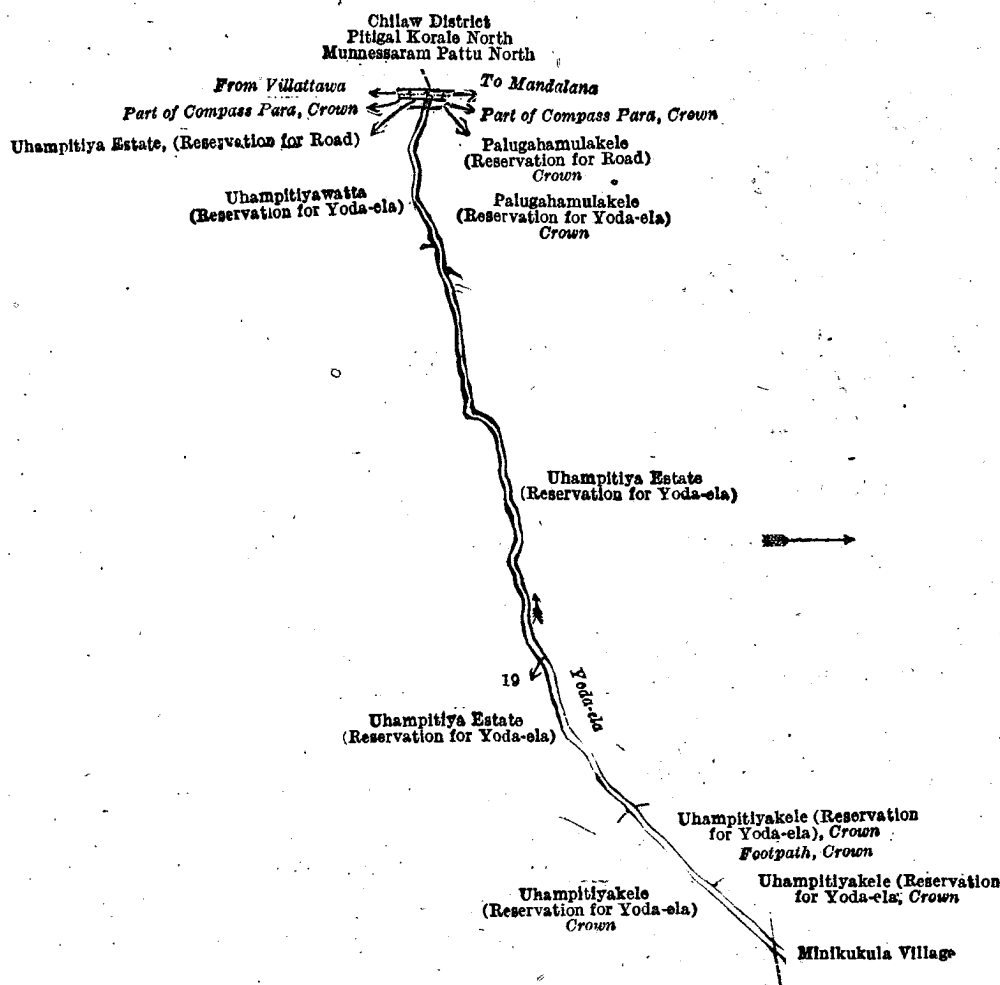 Chilaw District
Pitigal Korale North
Munnessaram Pattu North
From Villattawa
To Mandalana
Part of Compass Para, Crown
Part of Compass Para, Crown
Uhampitiya Estate, (Reservation for Road)
Palugahamulakele
(Reservation for Road)
Crown
Uhampitiyawatta
(Reservation for Yoda-ela)
Palugahamulakele
(Reservation for Yoda-ela)
Crown
Uhampitiya Estate
(Reservation for Yoda-ela)
19
Yoda-ela
Uhampitiya Estate
(Reservation for Yoda-ela)
Uhampitiyakele (Reservation
for Yoda-ela), Crown
Footpath, Crown
Uhampitiyakele (Reservation
for Yoda-ela, Crown
Uhampitiyakele
(Reservation for Yoda-ela)
Crown
Minikukula Village